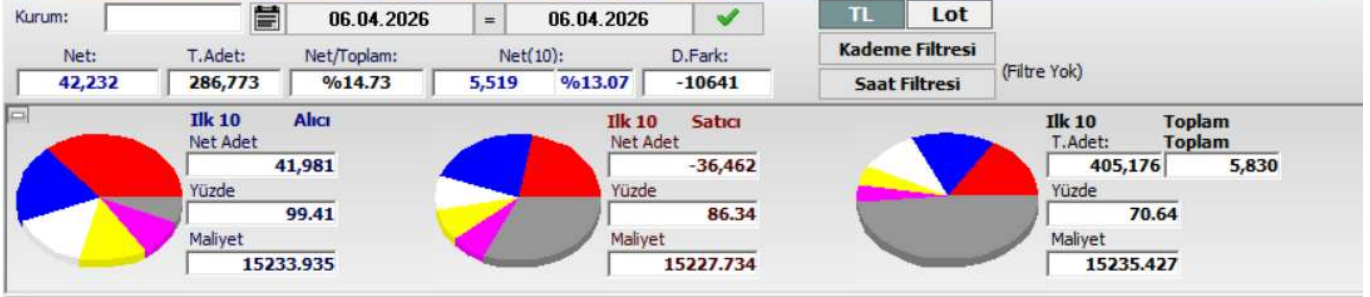 Kurum: 06.04.2026 = 06.04.2026 TL Lot
Net: T.Adet: Net/Toplam: Net(10): D.Fark: Kademe Filtresi
42,232 286,773 %14.73 5,519 %13.07 -10641 Saat Filtresi (Filtre Yok)
Ilk 10 Alıcı Ilk 10 Satıcı Ilk 10 Toplam
Net Adet Net Adet T.Adet: Toplam
41,981 -36,462 405,176 5,830
Yüzde Yüzde Yüzde
99.41 86.34 70.64
Maliyet Maliyet Maliyet
15233.935 15227.734 15235.427